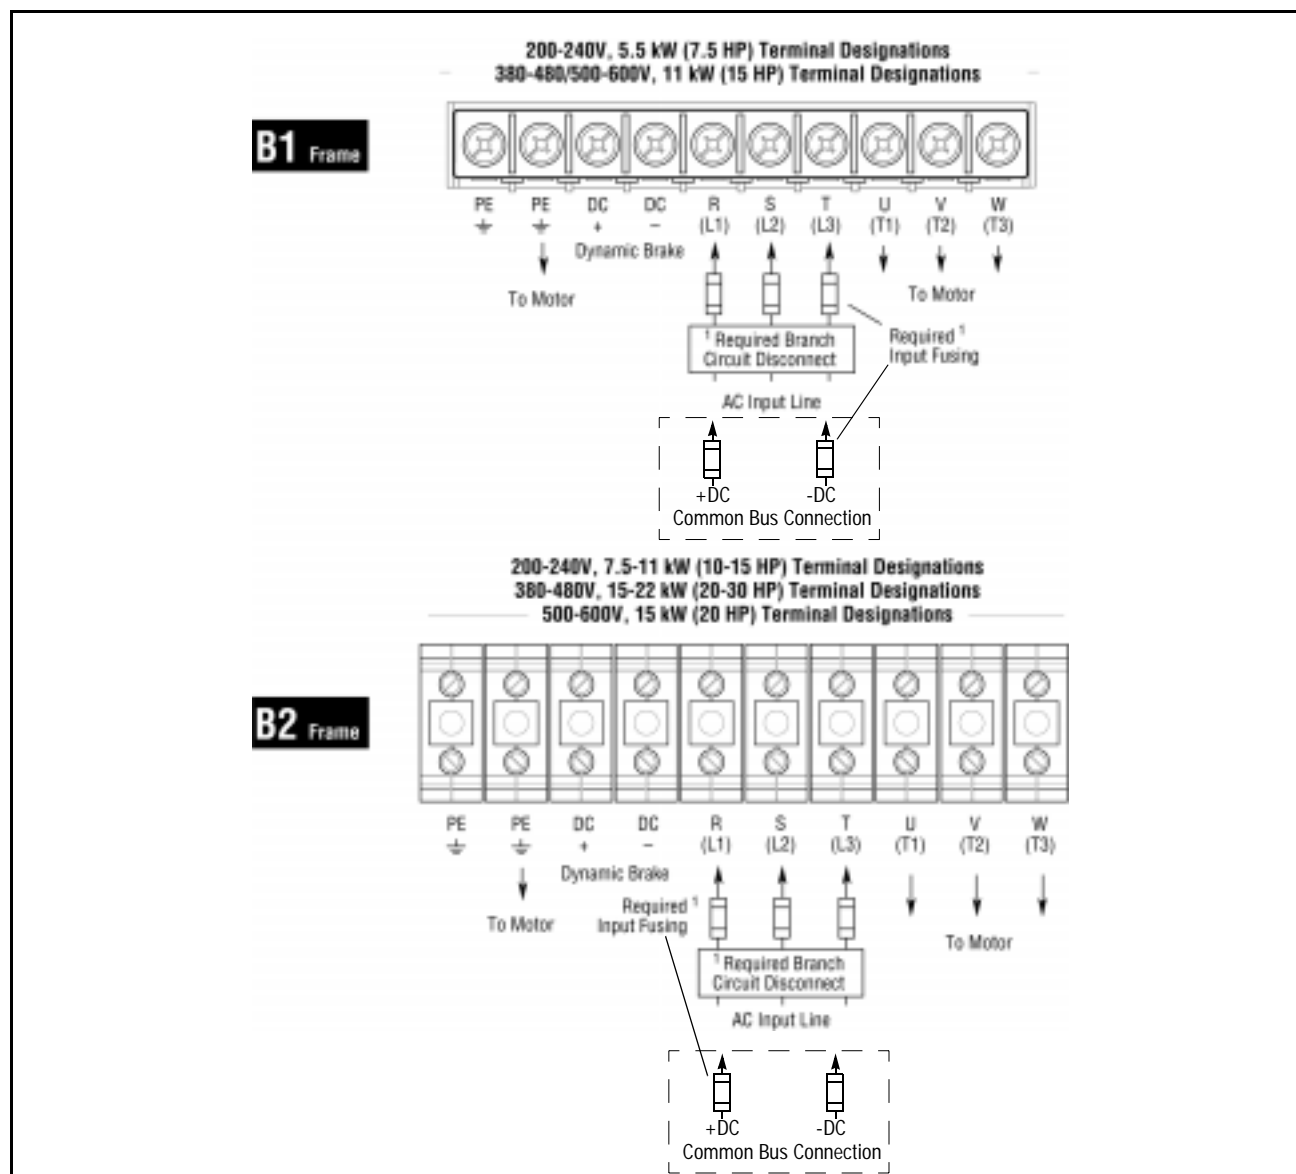 200-240V, 5.5 kW (7.5 HP) Terminal Designations
380-480/500-600V, 11 kW (15 HP) Terminal Designations
B1 Frame
PE PE DC DC R S T U V W
+ – (L1) (L2) (L3) (T1) (T2) (T3)
Dynamic Brake
To Motor
To Motor
1 Required Branch
Circuit Disconnect
Required 1
Input Fusing
AC Input Line
+DC -DC
Common Bus Connection
200-240V, 7.5-11 kW (10-15 HP) Terminal Designations
380-480V, 15-22 kW (20-30 HP) Terminal Designations
500-600V, 15 kW (20 HP) Terminal Designations
B2 Frame
PE PE DC DC R S T U V W
+ – (L1) (L2) (L3) (T1) (T2) (T3)
Dynamic Brake
Required 1
Input Fusing
To Motor
To Motor
1 Required Branch
Circuit Disconnect
AC Input Line
+DC -DC
Common Bus Connection